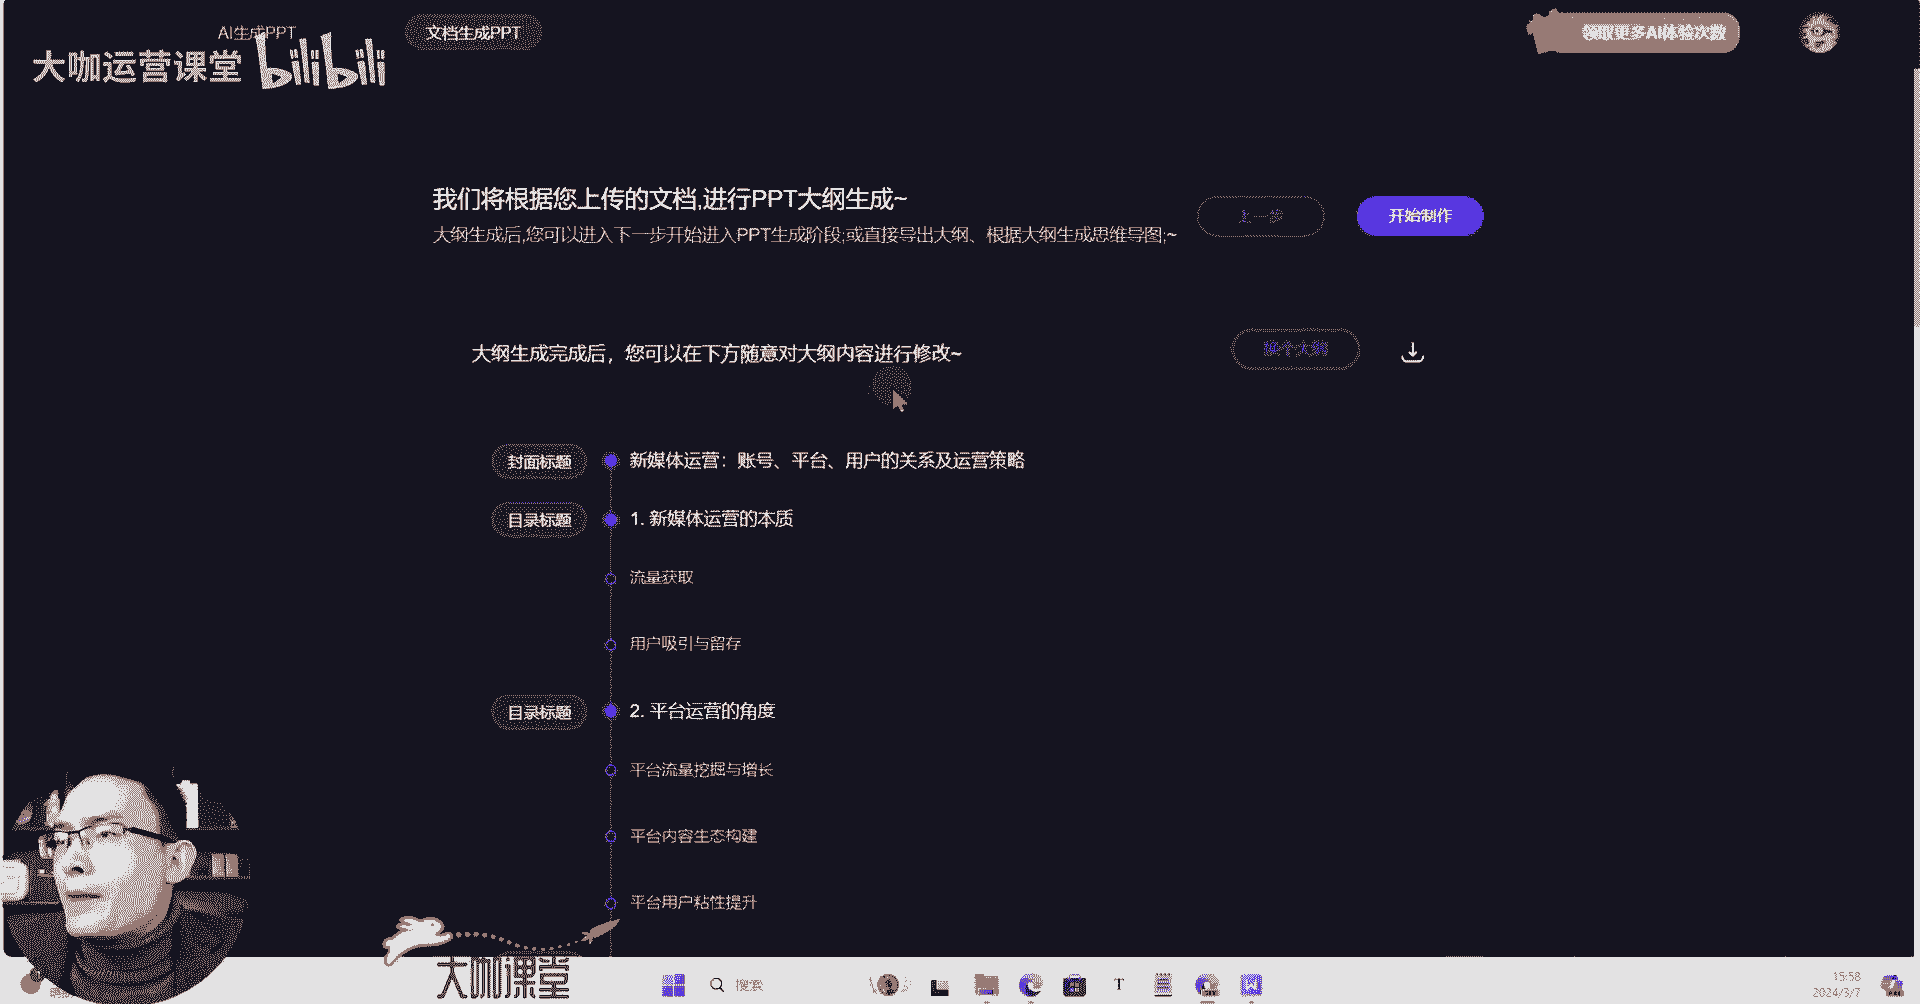 AI生成PPT
文档生成PPT
领取更多AI体验次数
大咖运营课堂 bilibili
我们将根据您上传的文档,进行PPT大纲生成~
大纲生成后,您可以进入下一步开始进入PPT生成阶段;或直接导出大纲、根据大纲生成思维导图;~
上一步
开始制作
大纲生成完成后，您可以在下方随意对大纲内容进行修改~
换个大纲
封面标题
新媒体运营：账号、平台、用户的关系及运营策略
目录标题
1. 新媒体运营的本质
流量获取
用户吸引与留存
目录标题
2. 平台运营的角度
平台流量挖掘与增长
平台内容生态构建
平台用户粘性提升
大咖课堂
搜索
T
15:58
2024/3/7